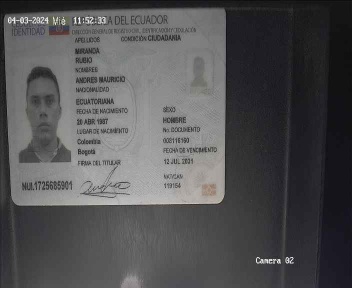 04-03-2024 Mié 11:52:33
DEL ECUADOR
IDENTIDAD
DIRECCIÓN GENERAL DE REGISTRO CIVIL, IDENTIFICACIÓN Y CEDULACIÓN
APELLIDOS CONDICIÓN CIUDADANÍA
MIRANDA
RUBIO
NOMBRES
ANDRES MAURICIO
NACIONALIDAD
ECUATORIANA
FECHA DE NACIMIENTO SEXO
20 ABR 1987 HOMBRE
LUGAR DE NACIMIENTO No. DOCUMENTO
Colombia
Bogotá FECHA DE VENCIMIENTO
FIRMA DEL TITULAR 12 JUL 2031
NAT/CAN
NUI.1725685901 119154
Camera 02